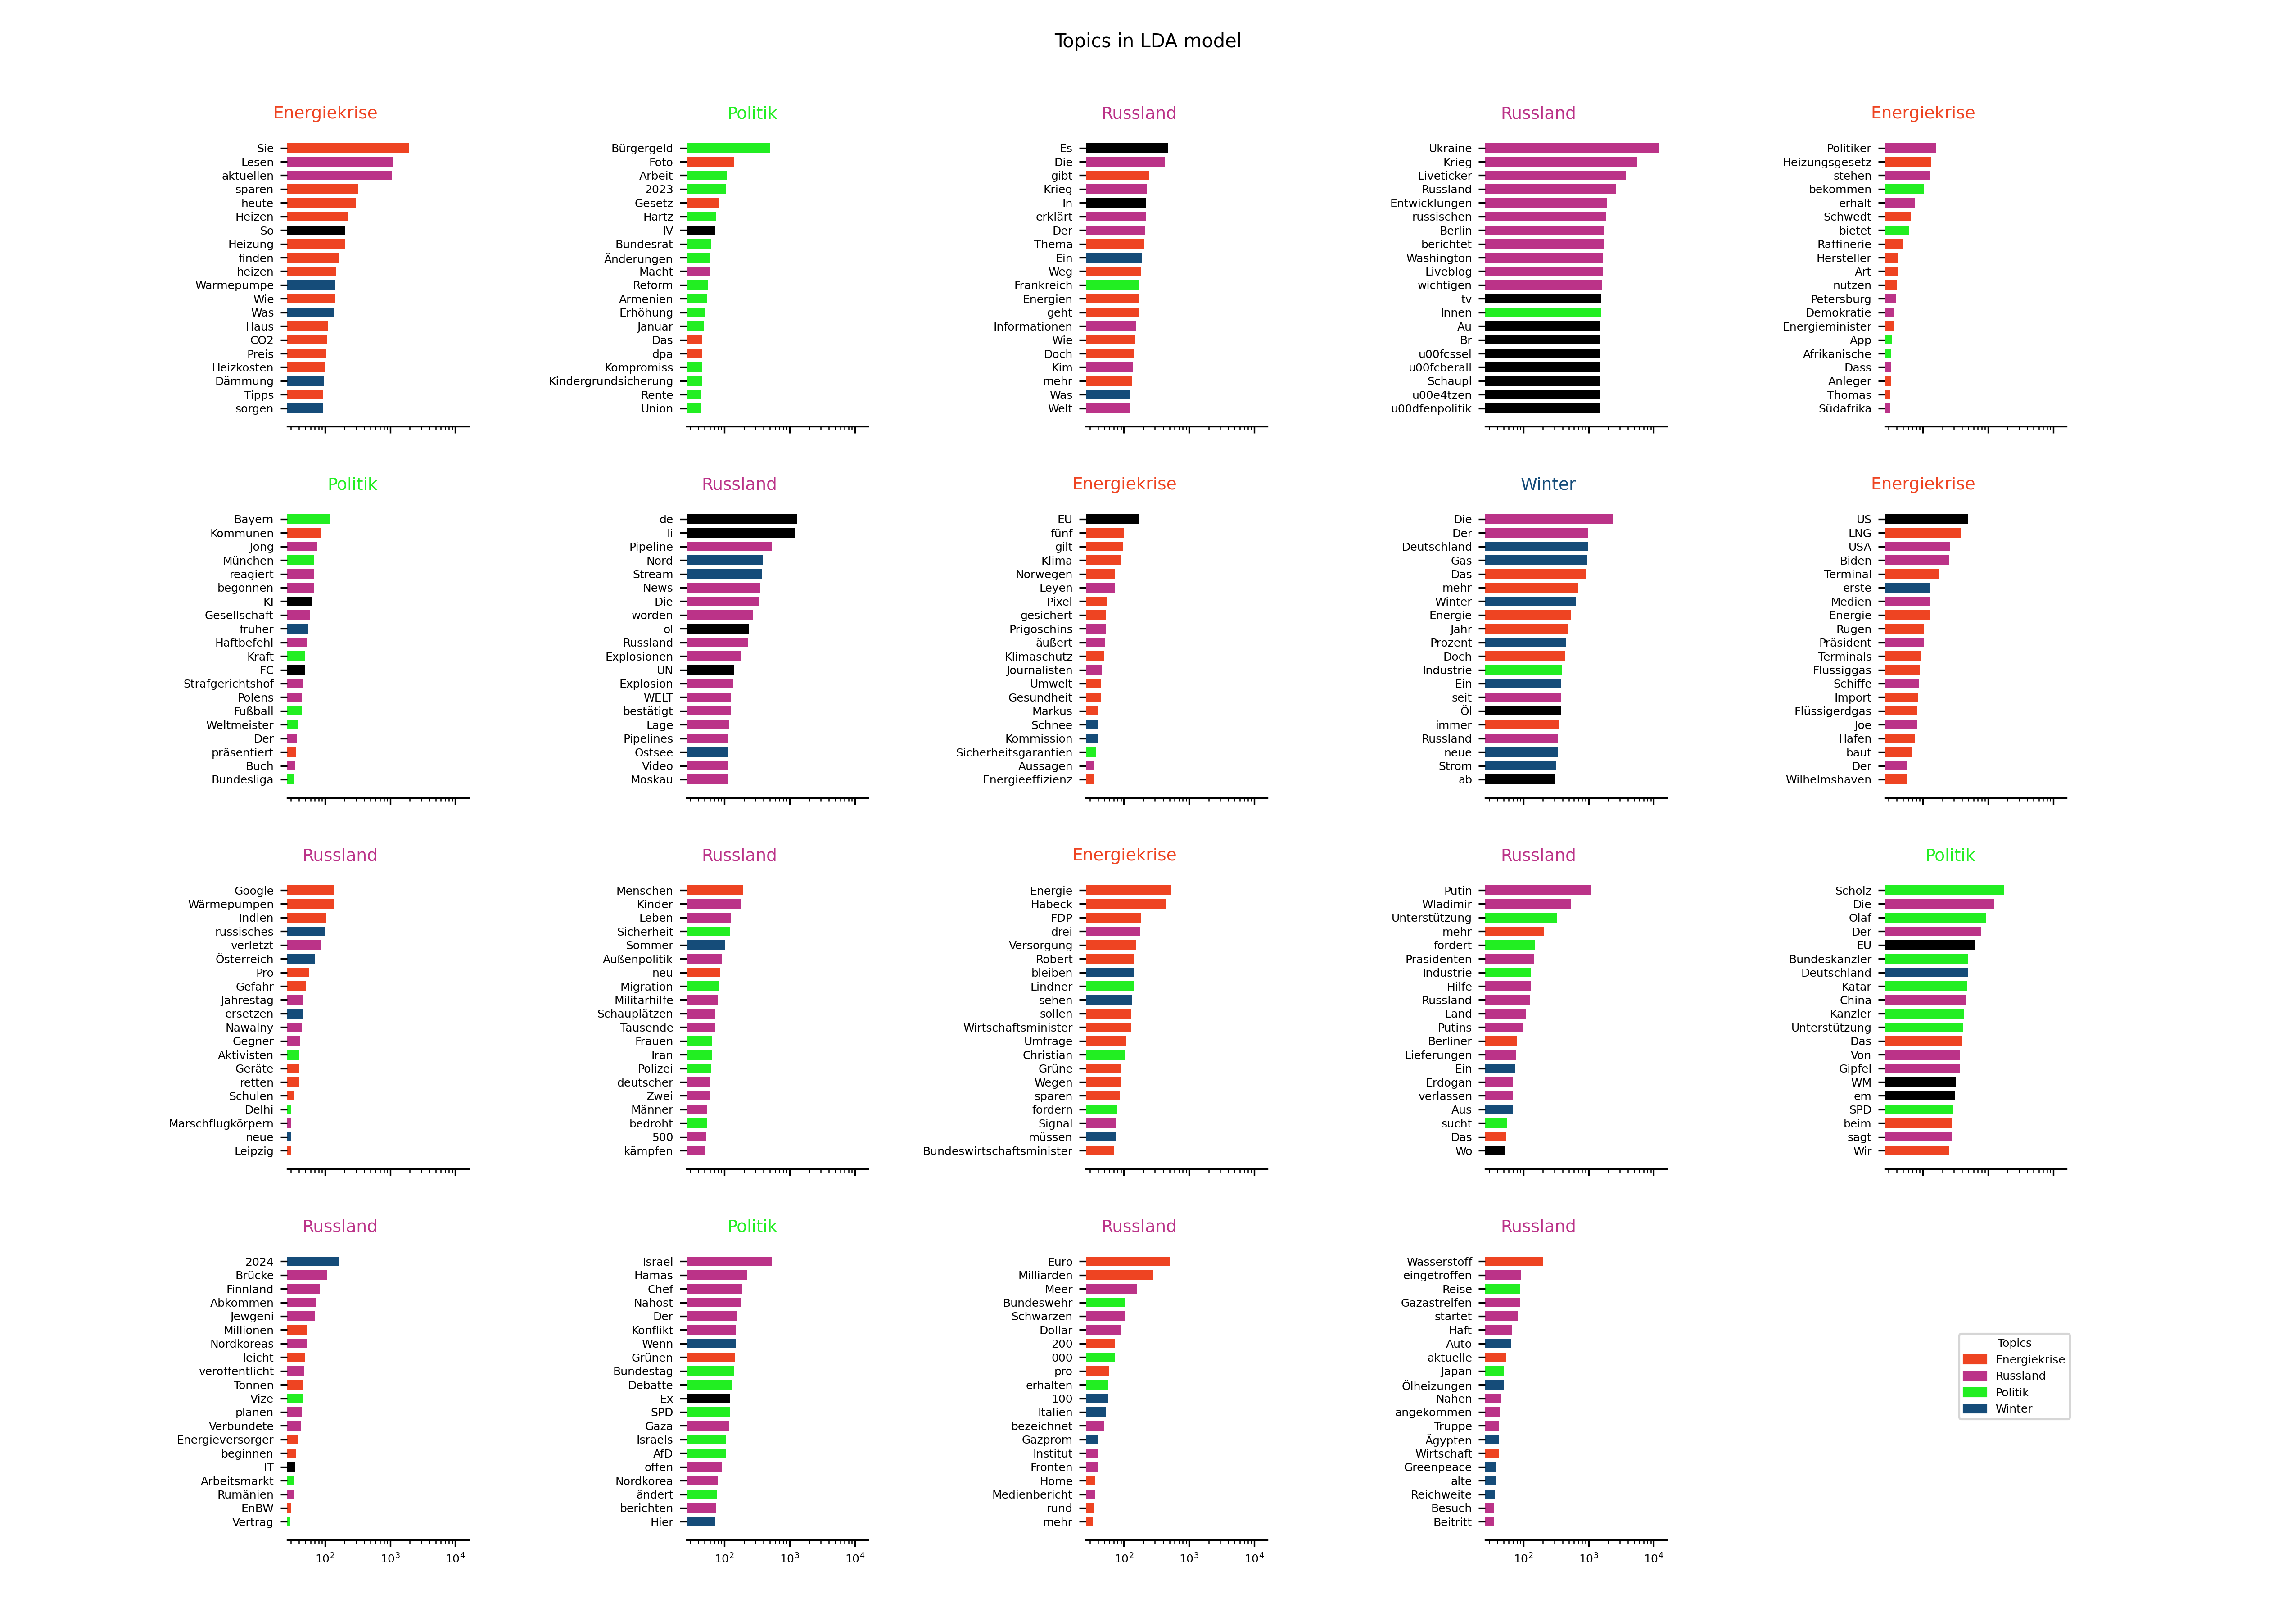 Topics in LDA model
Energiekrise
Sie
Lesen
aktuellen
sparen
heute
Heizen
So
Heizung
finden
heizen
Wärmepumpe
Wie
Was
Haus
CO2
Preis
Heizkosten
Dämmung
Tipps
sorgen
Politik
Bürgergeld
Foto
Arbeit
2023
Gesetz
Hartz
IV
Bundesrat
Änderungen
Macht
Reform
Armenien
Erhöhung
Januar
Das
dpa
Kompromiss
Kindergrundsicherung
Rente
Union
Russland
Es
Die
gibt
Krieg
In
erklärt
Der
Thema
Ein
Weg
Frankreich
Energien
geht
Informationen
Wie
Doch
Kim
mehr
Was
Welt
Russland
Ukraine
Krieg
Liveticker
Russland
Entwicklungen
russischen
Berlin
berichtet
Washington
Liveblog
wichtigen
tv
Innen
Au
Br
u00fcssel
u00fcberall
Schaupl
u00e4tzen
u00dfenpolitik
Energiekrise
Politiker
Heizungsgesetz
stehen
bekommen
erhält
Schwedt
bietet
Raffinerie
Hersteller
Art
nutzen
Petersburg
Demokratie
Energieminister
App
Afrikanische
Dass
Anleger
Thomas
Südafrika
Politik
Bayern
Kommunen
Jong
München
reagiert
begonnen
KI
Gesellschaft
früher
Haftbefehl
Kraft
FC
Strafgerichtshof
Polens
Fußball
Weltmeister
Der
präsentiert
Buch
Bundesliga
Russland
de
li
Pipeline
Nord
Stream
News
Die
worden
ol
Russland
Explosionen
UN
Explosion
WELT
bestätigt
Lage
Pipelines
Ostsee
Video
Moskau
Energiekrise
EU
fünf
gilt
Klima
Norwegen
Leyen
Pixel
gesichert
Prigoschins
äußert
Klimaschutz
Journalisten
Umwelt
Gesundheit
Markus
Schnee
Kommission
Sicherheitsgarantien
Aussagen
Energieeffizienz
Winter
Die
Der
Deutschland
Gas
Das
mehr
Winter
Energie
Jahr
Prozent
Doch
Industrie
Ein
seit
Öl
immer
Russland
neue
Strom
ab
Energiekrise
US
LNG
USA
Biden
Terminal
erste
Medien
Energie
Rügen
Präsident
Terminals
Flüssiggas
Schiffe
Import
Flüssigerdgas
Joe
Hafen
baut
Der
Wilhelmshaven
Russland
Google
Wärmepumpen
Indien
russisches
verletzt
Österreich
Pro
Gefahr
Jahrestag
ersetzen
Nawalny
Gegner
Aktivisten
Geräte
retten
Schulen
Delhi
Marschflugkörpern
neue
Leipzig
Russland
Menschen
Kinder
Leben
Sicherheit
Sommer
Außenpolitik
neu
Migration
Militärhilfe
Schauplätzen
Tausende
Frauen
Iran
Polizei
deutscher
Zwei
Männer
bedroht
500
kämpfen
Energiekrise
Energie
Habeck
FDP
drei
Versorgung
Robert
bleiben
Lindner
sehen
sollen
Wirtschaftsminister
Umfrage
Christian
Grüne
Wegen
sparen
fordern
Signal
müssen
Bundeswirtschaftsminister
Russland
Putin
Wladimir
Unterstützung
mehr
fordert
Präsidenten
Industrie
Hilfe
Russland
Land
Putins
Berliner
Lieferungen
Ein
Erdogan
verlassen
Aus
sucht
Das
Wo
Politik
Scholz
Die
Olaf
Der
EU
Bundeskanzler
Deutschland
Katar
China
Kanzler
Unterstützung
Das
Von
Gipfel
WM
em
SPD
beim
sagt
Wir
Russland
2024
Brücke
Finnland
Abkommen
Jewgeni
Millionen
Nordkoreas
leicht
veröffentlicht
Tonnen
Vize
planen
Verbündete
Energieversorger
beginnen
IT
Arbeitsmarkt
Rumänien
EnBW
Vertrag
10² 10³ 10⁴
Politik
Israel
Hamas
Chef
Nahost
Der
Konflikt
Wenn
Grünen
Bundestag
Debatte
Ex
SPD
Gaza
Israels
AfD
offen
Nordkorea
ändert
berichten
Hier
10² 10³ 10⁴
Russland
Euro
Milliarden
Meer
Bundeswehr
Schwarzen
Dollar
200
000
pro
erhalten
100
Italien
bezeichnet
Gazprom
Institut
Fronten
Home
Medienbericht
rund
mehr
10² 10³ 10⁴
Russland
Wasserstoff
eingetroffen
Reise
Gazastreifen
startet
Haft
Auto
aktuelle
Japan
Ölheizungen
Nahen
angekommen
Truppe
Ägypten
Wirtschaft
Greenpeace
alte
Reichweite
Besuch
Beitritt
10² 10³ 10⁴
Topics
Energiekrise
Russland
Politik
Winter